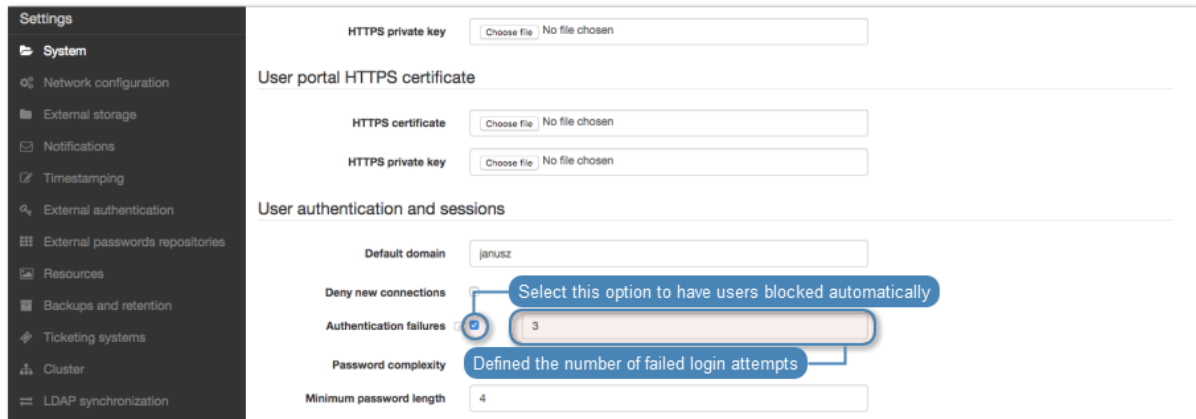 Settings
System
Network configuration
External storage
Notifications
Timestamping
External authentication
External passwords repositories
Resources
Backups and retention
Ticketing systems
Cluster
LDAP synchronization
HTTPS private key Choose file No file chosen
User portal HTTPS certificate
HTTPS certificate Choose file No file chosen
HTTPS private key Choose file No file chosen
User authentication and sessions
Default domain janusz
Deny new connections Select this option to have users blocked automatically
Authentication failures 3
Password complexity Defined the number of failed login attempts
Minimum password length 4